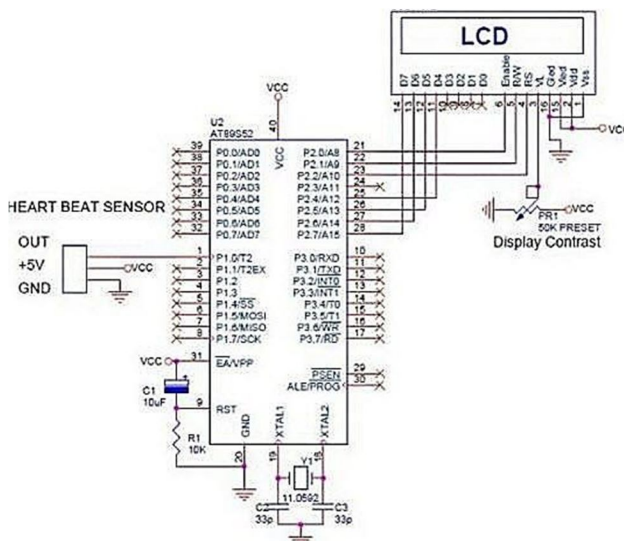 LCD
D7 D6 D5 D4 D3 D2 D1 D0 Enable R/W RS VL Gled Vled Vdd Vss
14 13 12 11 10 9 8 7 6 5 4 3 16 15 2 1
VCC
50K PRESET
PR1
VCC
Display Contrast
VCC
U2
AT89S52
40
VCC
39 P0.0/AD0 P2.0/A8 21
38 P0.1/AD1 P2.1/A9 22
37 P0.2/AD2 P2.2/A10 23
36 P0.3/AD3 P2.3/A11 24
35 P0.4/AD4 P2.4/A12 25
34 P0.5/AD5 P2.5/A13 26
33 P0.6/AD6 P2.6/A14 27
32 P0.7/AD7 P2.7/A15 28
HEART BEAT SENSOR
OUT
+5V
GND
VCC
1 P1.0/T2 P3.0/RXD 10
2 P1.1/T2EX P3.1/TXD 11
3 P1.2 P3.2/INT0 12
4 P1.3 P3.3/INT1 13
5 P1.4/SS P3.4/T0 14
6 P1.5/MOSI P3.5/T1 15
7 P1.6/MISO P3.6/WR 16
8 P1.7/SCK P3.7/RD 17
VCC
31 EA/VPP
PSEN 29
ALE/PROG 30
C1
10uF
+
9 RST
R1
10K
GND XTAL1 XTAL2
20 19 18
Y1
11.0592
C2 C3
33p 33p